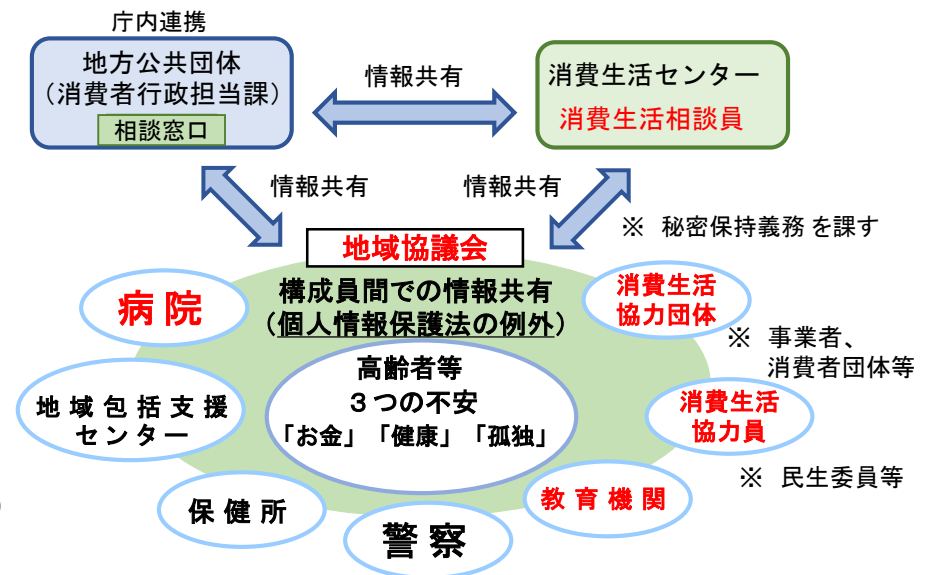 庁内連携
地方公共団体
（消費者行政担当課）
相談窓口
情報共有
消費生活センター
消費生活相談員
情報共有
情報共有
※ 秘密保持義務を課す
地域協議会
構成員間での情報共有
（個人情報保護法の例外）
病院
消費生活
協力団体
※ 事業者、
消費者団体等
高齢者等
３つの不安
「お金」「健康」「孤独」
地域包括支援
センター
消費生活
協力員
※ 民生委員等
保健所
教育機関
警察